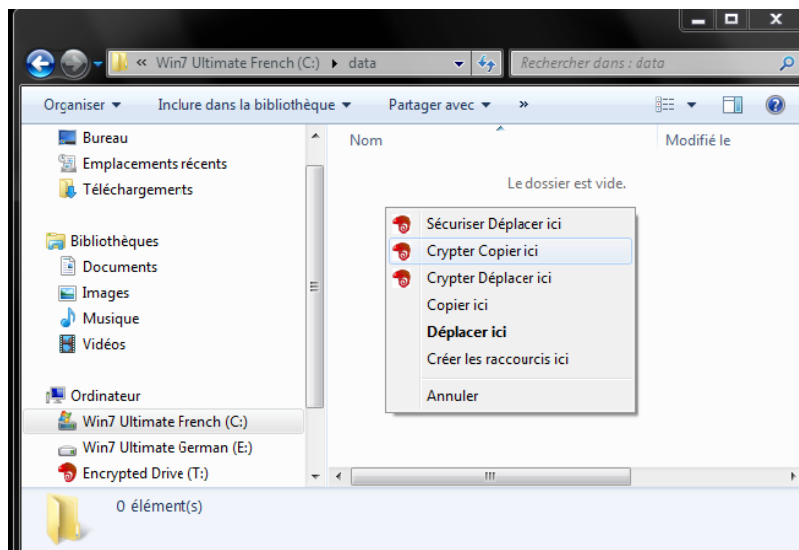 « Win7 Ultimate French (C:) ▸ data
Rechercher dans : data
Organiser
Inclure dans la bibliothèque
Partager avec
»
Bureau
Emplacements récents
Téléchargements
Bibliothèques
Documents
Images
Musique
Vidéos
Ordinateur
Win7 Ultimate French (C:)
Win7 Ultimate German (E:)
Encrypted Drive (T:)
Nom
Modifié le
Le dossier est vide.
Sécuriser Déplacer ici
Crypter Copier ici
Crypter Déplacer ici
Copier ici
Déplacer ici
Créer les raccourcis ici
Annuler
0 élément(s)